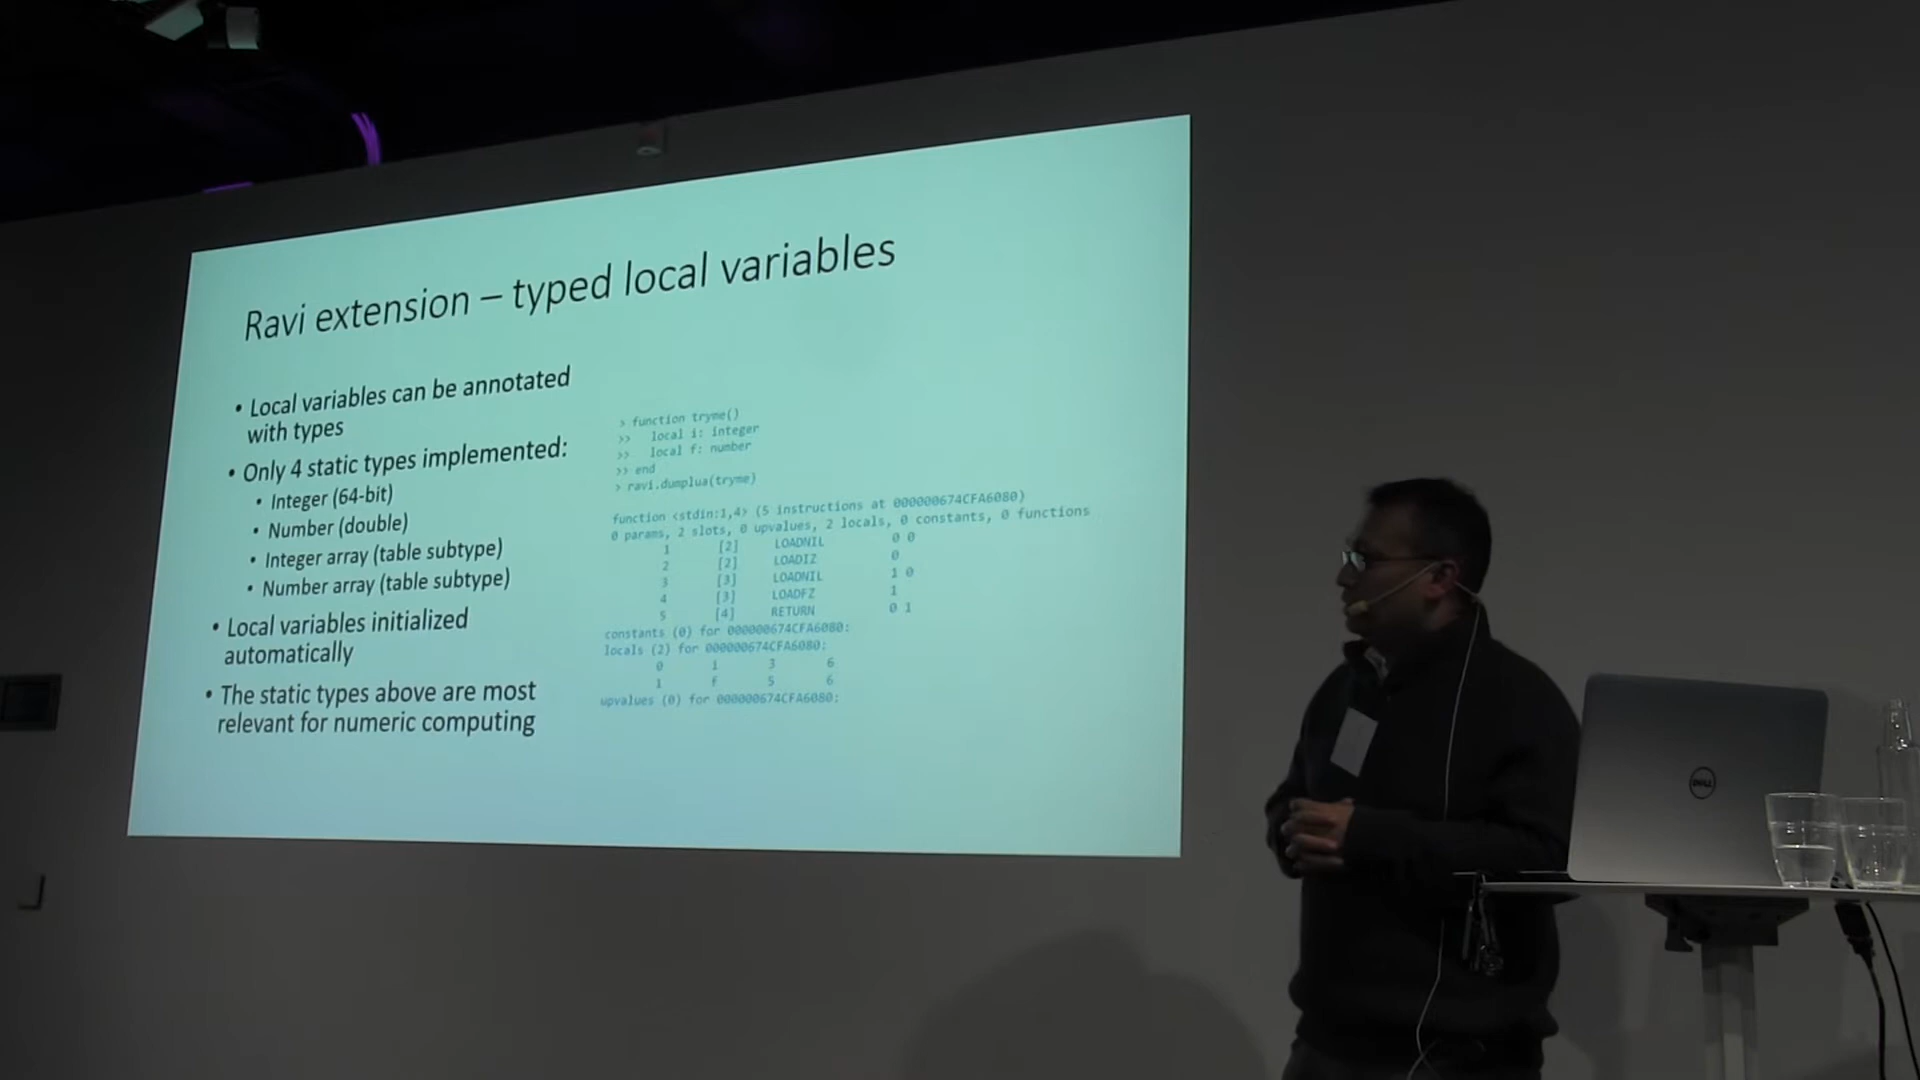 Ravi extension – typed local variables
• Local variables can be annotated
with types
• Only 4 static types implemented:
• Integer (64-bit)
• Number (double)
• Integer array (table subtype)
• Number array (table subtype)
• Local variables initialized
automatically
• The static types above are most
relevant for numeric computing
> function tryme()
>> local i: integer
>> local f: number
>> end
> ravi.dumplua(tryme)
function <stdin:1,4> (5 instructions at 000000674CFA6080)
0 params, 2 slots, 0 upvalues, 2 locals, 0 constants, 0 functions
1 [2] LOADNIL 0 0
2 [2] LOADIZ 0
3 [3] LOADNIL 1 0
4 [3] LOADFZ 1
5 [4] RETURN 0 1
constants (0) for 000000674CFA6080:
locals (2) for 000000674CFA6080:
0 i 3 6
1 f 5 6
upvalues (0) for 000000674CFA6080:
DELL